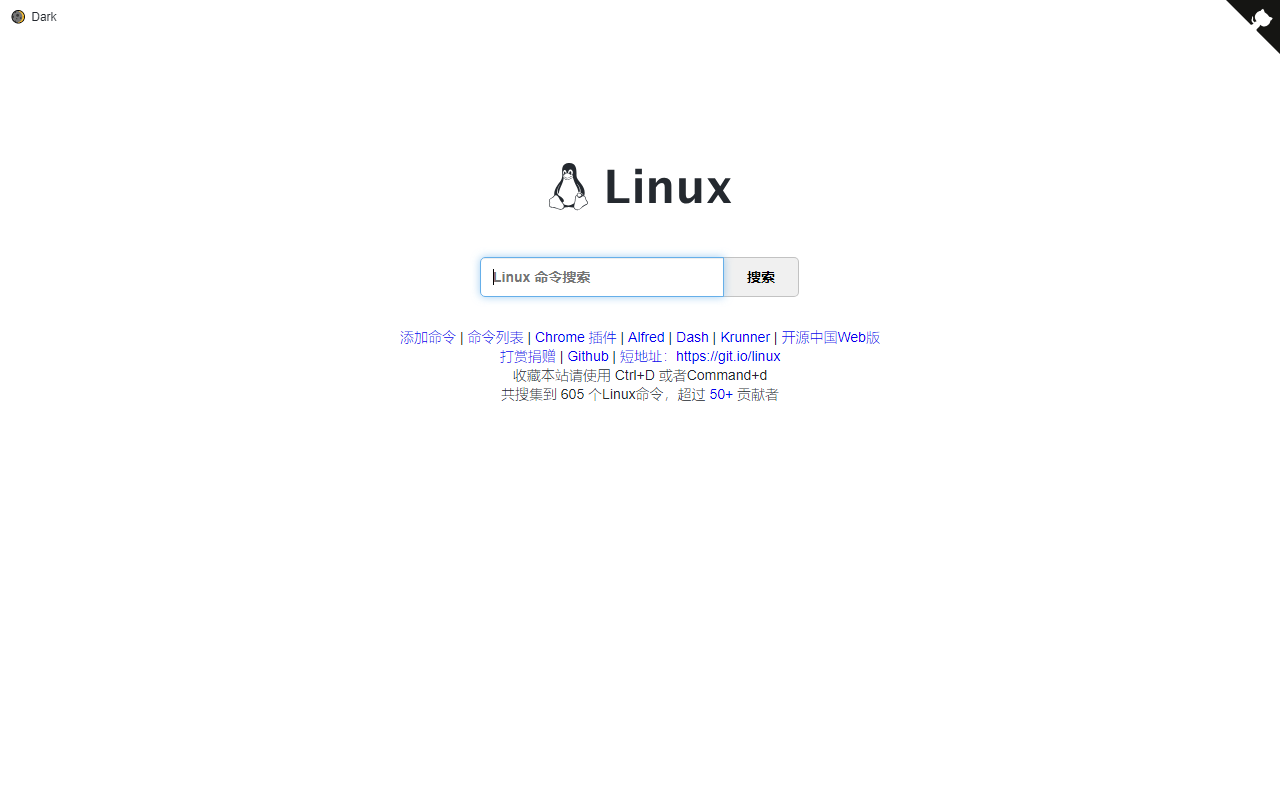 Dark
Linux
Linux 命令搜索
搜索
添加命令 | 命令列表 | Chrome 插件 | Alfred | Dash | Krunner | 开源中国Web版
打赏捐赠 | Github | 短地址：https://git.io/linux
收藏本站请使用 Ctrl+D 或者Command+d
共搜集到 605 个Linux命令，超过 50+ 贡献者